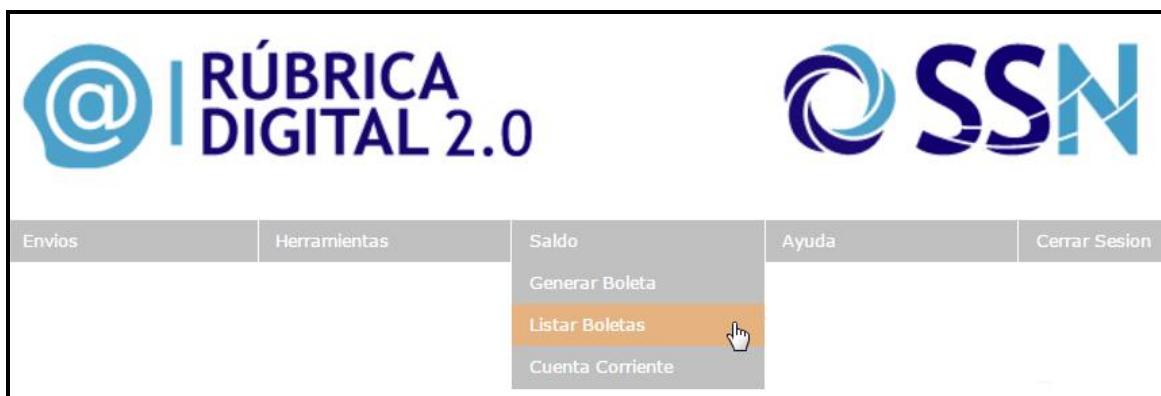 @ RÚBRICA
DIGITAL 2.0
SSN
Envios Herramientas Saldo Ayuda Cerrar Sesion
Generar Boleta
Listar Boletas
Cuenta Corriente